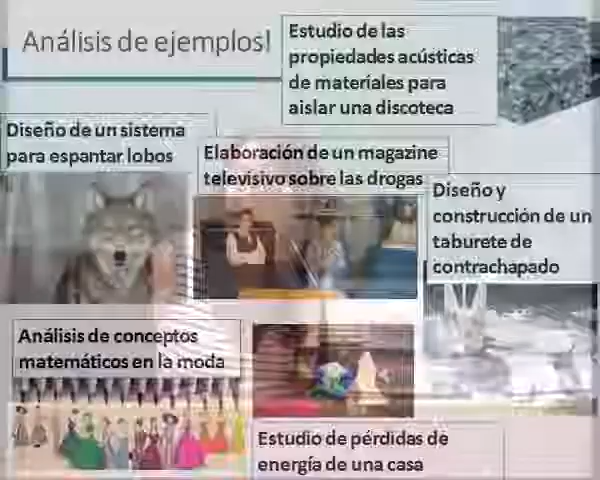 Análisis de ejemplos!
Estudio de las
propiedades acústicas
de materiales para
aislar una discoteca
Diseño de un sistema
para espantar lobos
Elaboración de un magazine
televisivo sobre las drogas
Diseño y
construcción de un
taburete de
contrachapado
Análisis de conceptos
matemáticos en la moda
Estudio de pérdidas de
energía de una casa